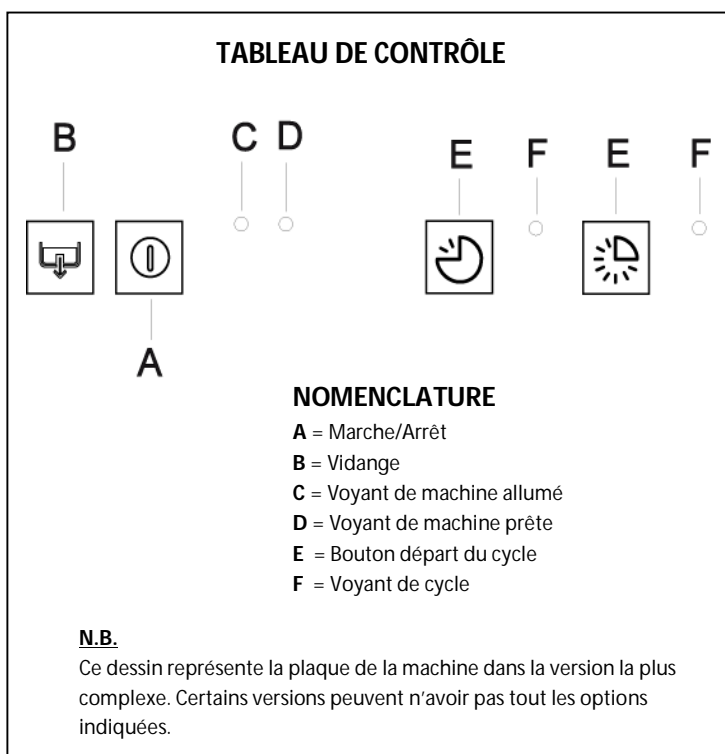 TABLEAU DE CONTRÔLE
B C D E F E F
A
NOMENCLATURE
A = Marche/Arrêt
B = Vidange
C = Voyant de machine allumé
D = Voyant de machine prête
E = Bouton départ du cycle
F = Voyant de cycle
N.B.
Ce dessin représente la plaque de la machine dans la version la plus
complexe. Certains versions peuvent n’avoir pas tout les options
indiquées.